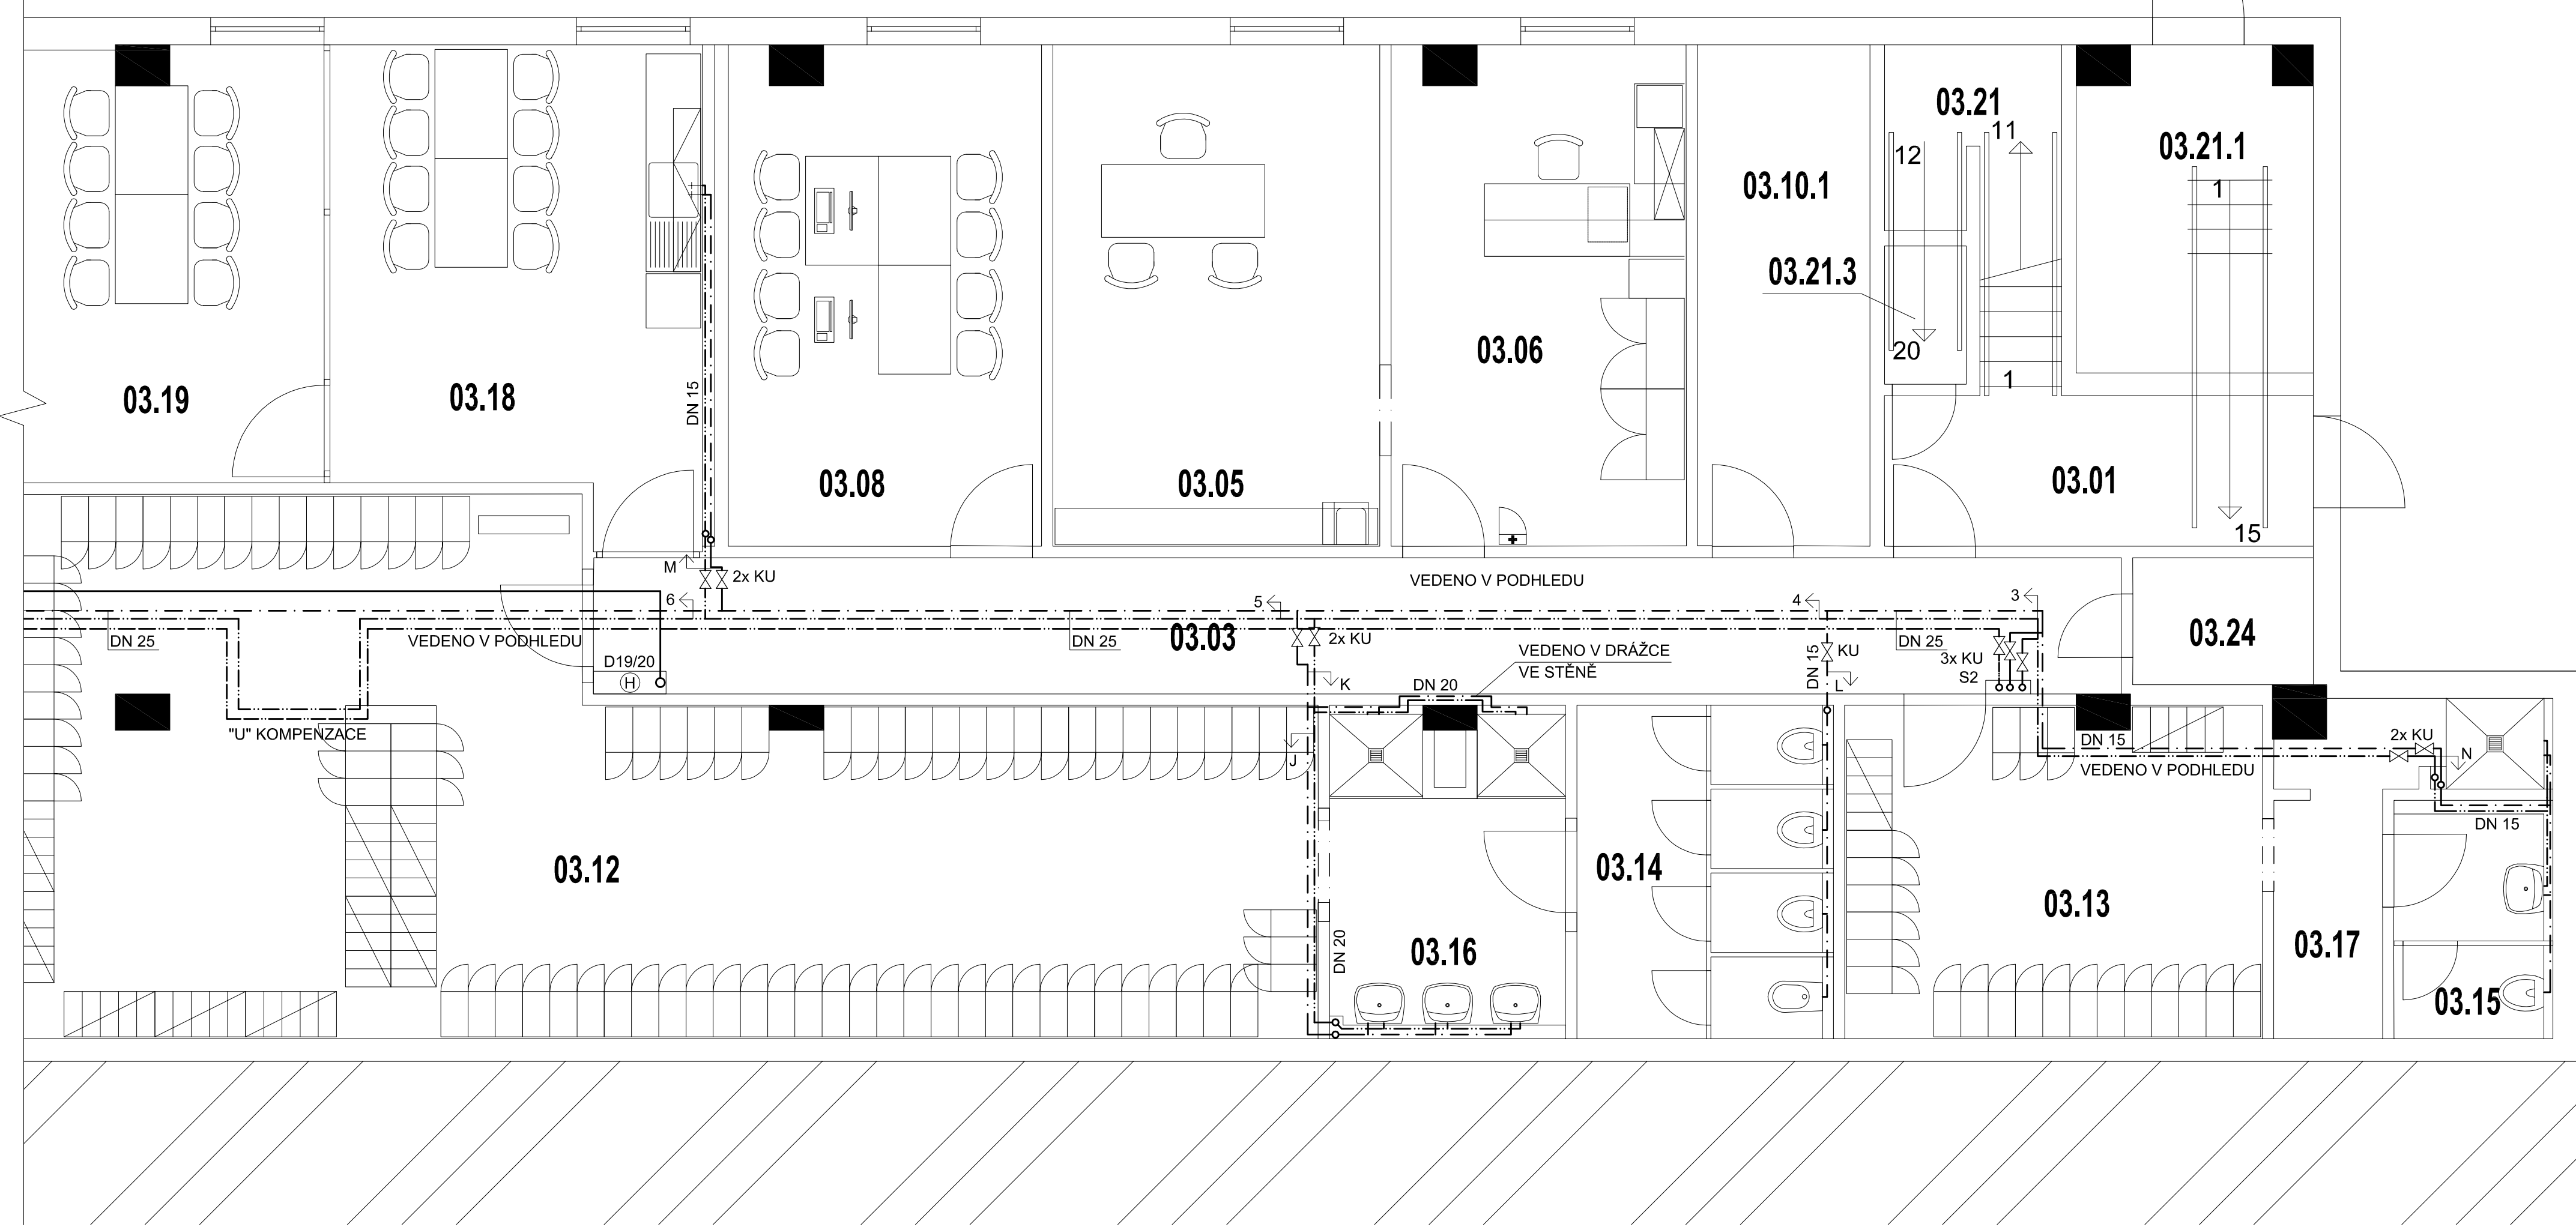 03.21
11
12
03.21.1
1
03.10.1
03.21.3
20
1
03.06
03.19
03.18
DN 15
03.08
03.05
03.01
15
M
2x KU
VEDENO V PODHLEDU
6
5
4
3
DN 25
VEDENO V PODHLEDU
DN 25
03.03
2x KU
VEDENO V DRÁŽCE
VE STĚNĚ
DN 15
KU
DN 25
3x KU
S2
03.24
D19/20
H
K
DN 20
L
"U" KOMPENZACE
J
DN 15
VEDENO V PODHLEDU
2x KU
N
DN 15
03.12
03.14
03.13
DN 20
03.16
03.17
03.15